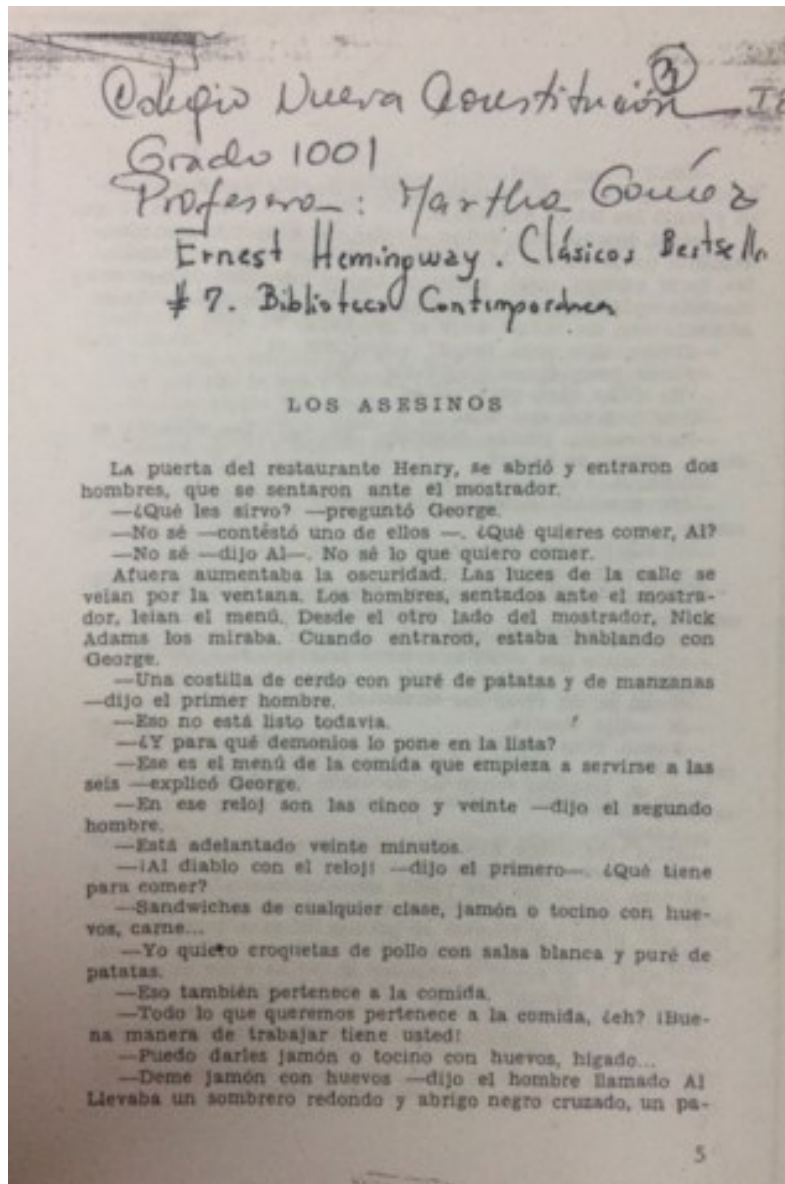 Colegio Nueva Constitución
3
Grado 1001
Profesora: Martha Goméz
Ernest Hemingway. Clásicos Bestsell
# 7. Biblioteca Contemporánea
LOS ASESINOS
La puerta del restaurante Henry, se abrió y entraron dos
hombres, que se sentaron ante el mostrador.
—¿Qué les sirvo? —preguntó George.
—No sé —contéstó uno de ellos —. ¿Qué quieres comer, Al?
—No sé —dijo Al—. No sé lo que quiero comer.
Afuera aumentaba la oscuridad. Las luces de la calle se
veían por la ventana. Los hombres, sentados ante el mostra-
dor, leían el menú. Desde el otro lado del mostrador, Nick
Adams los miraba. Cuando entraron, estaba hablando con
George.
—Una costilla de cerdo con puré de patatas y de manzanas
—dijo el primer hombre.
—Eso no está listo todavía.
—¿Y para qué demonios lo pone en la lista?
—Ese es el menú de la comida que empieza a servirse a las
seis —explicó George.
—En ese reloj son las cinco y veinte —dijo el segundo
hombre.
—Está adelantado veinte minutos.
—¡Al diablo con el reloj! —dijo el primero—. ¿Qué tiene
para comer?
—Sandwiches de cualquier clase, jamón o tocino con hue-
vos, carne...
—Yo quiero croquetas de pollo con salsa blanca y puré de
patatas.
—Eso también pertenece a la comida.
—Todo lo que queremos pertenece a la comida, ¿eh? ¡Bue-
na manera de trabajar tiene usted!
—Puedo darles jamón o tocino con huevos, hígado...
—Deme jamón con huevos —dijo el hombre llamado Al
Llevaba un sombrero redondo y abrigo negro cruzado, un pa-
5